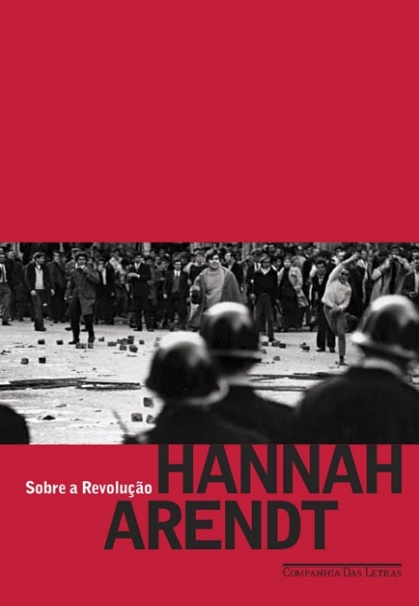 Sobre a Revolução
HANNAH
ARENDT
COMPANHIA DAS LETRAS